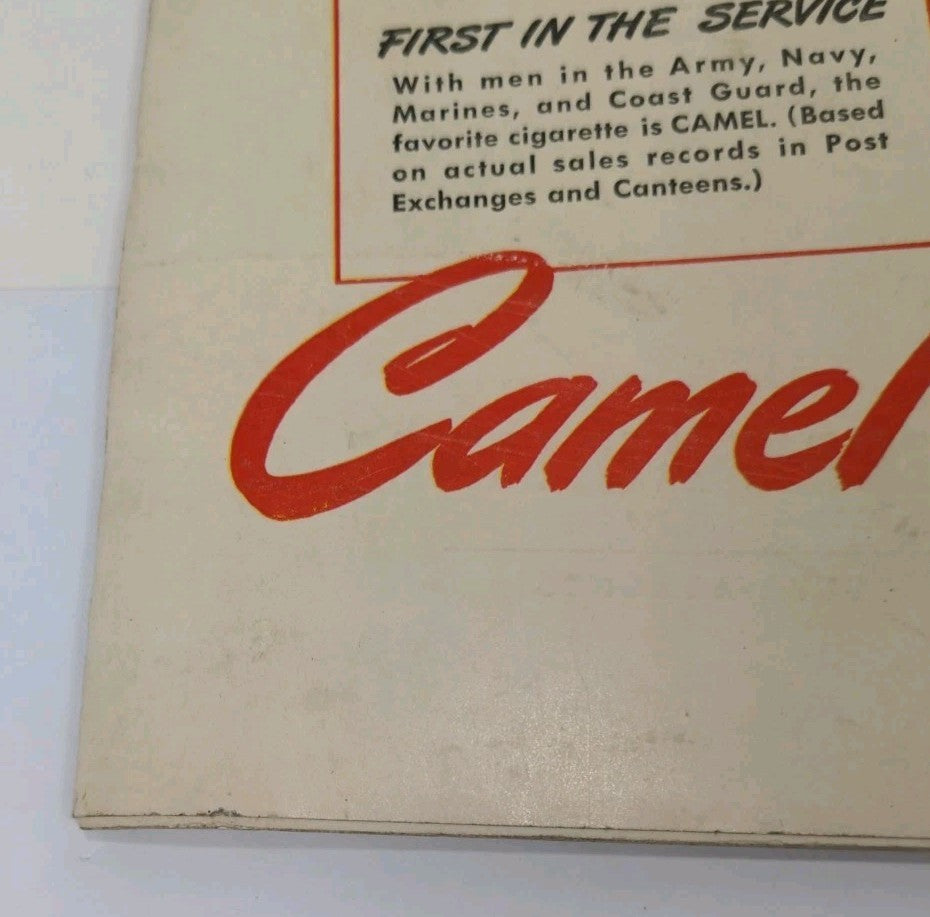 FIRST IN THE SERVICE
With men in the Army, Navy,
Marines, and Coast Guard, the
favorite cigarette is CAMEL. (Based
on actual sales records in Post
Exchanges and Canteens.)
Camel